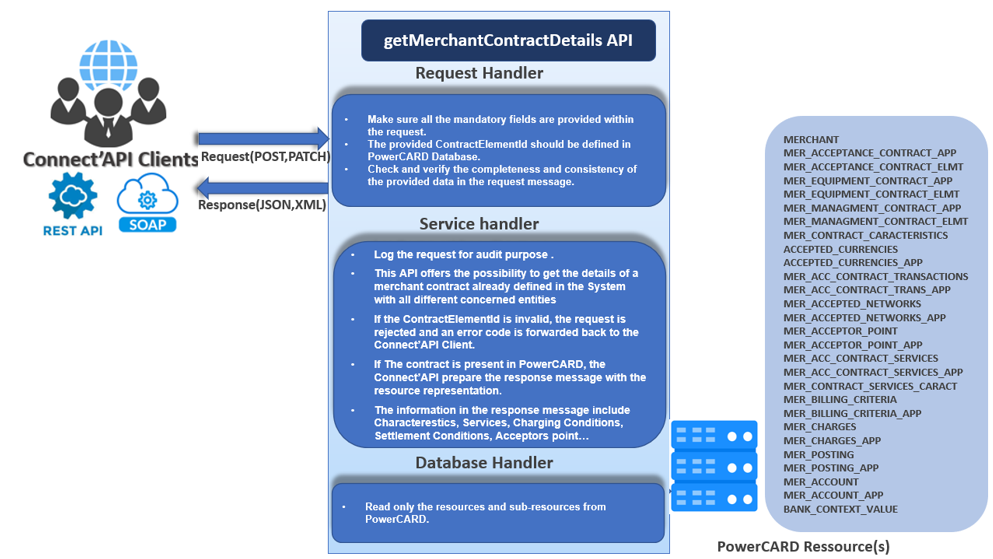 getMerchantContractDetails API
Request Handler
• Make sure all the mandatory fields are provided within
the request.
• The provided ContractElementId should be defined in
PowerCARD Database.
• Check and verify the completeness and consistency of
the provided data in the request message.
Connect'API Clients
Request(POST,PATCH)
Response(JSON,XML)
REST API
SOAP
Service handler
• Log the request for audit purpose .
• This API offers the possibility to get the details of a
merchant contract already defined in the System
with all different concerned entities
• If the ContractElementId is invalid, the request is
rejected and an error code is forwarded back to the
Connect'API Client.
• If The contract is present in PowerCARD, the
Connect'API prepare the response message with the
resource representation.
• The information in the response message include
Characterestics, Services, Charging Conditions,
Settlement Conditions, Acceptors point...
Database Handler
• Read only the resources and sub-resources from
PowerCARD.
MERCHANT
MER_ACCEPTANCE_CONTRACT_APP
MER_ACCEPTANCE_CONTRACT_ELMT
MER_EQUIPMENT_CONTRACT_APP
MER_EQUIPMENT_CONTRACT_ELMT
MER_MANAGMENT_CONTRACT_APP
MER_MANAGMENT_CONTRACT_ELMT
MER_CONTRACT_CARACTERISTICS
ACCEPTED_CURRENCIES
ACCEPTED_CURRENCIES_APP
MER_ACC_CONTRACT_TRANSACTIONS
MER_ACC_CONTRACT_TRANS_APP
MER_ACCEPTED_NETWORKS
MER_ACCEPTED_NETWORKS_APP
MER_ACCEPTOR_POINT
MER_ACCEPTOR_POINT_APP
MER_ACC_CONTRACT_SERVICES
MER_ACC_CONTRACT_SERVICES_APP
MER_CONTRACT_SERVICES_CARACT
MER_BILLING_CRITERIA
MER_BILLING_CRITERIA_APP
MER_CHARGES
MER_CHARGES_APP
MER_POSTING
MER_POSTING_APP
MER_ACCOUNT
MER_ACCOUNT_APP
BANK_CONTEXT_VALUE
PowerCARD Ressource(s)